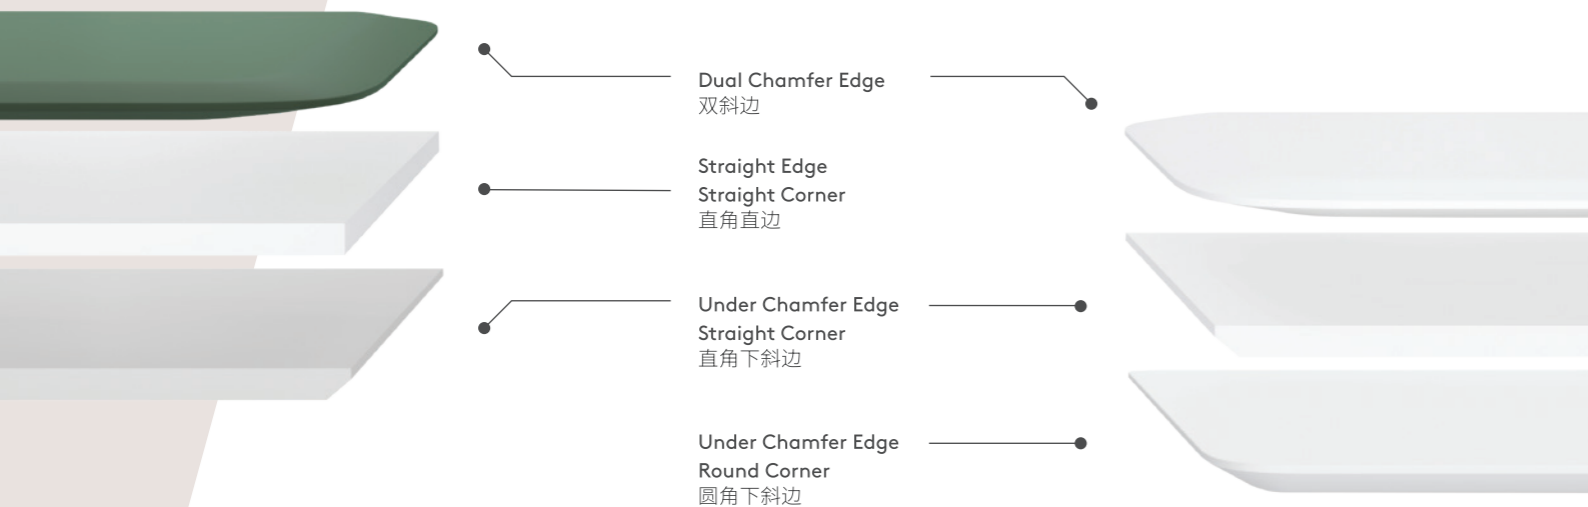 Dual Chamfer Edge
双斜边
Straight Edge
Straight Corner
直角直边
Under Chamfer Edge
Straight Corner
直角下斜边
Under Chamfer Edge
Round Corner
圆角下斜边